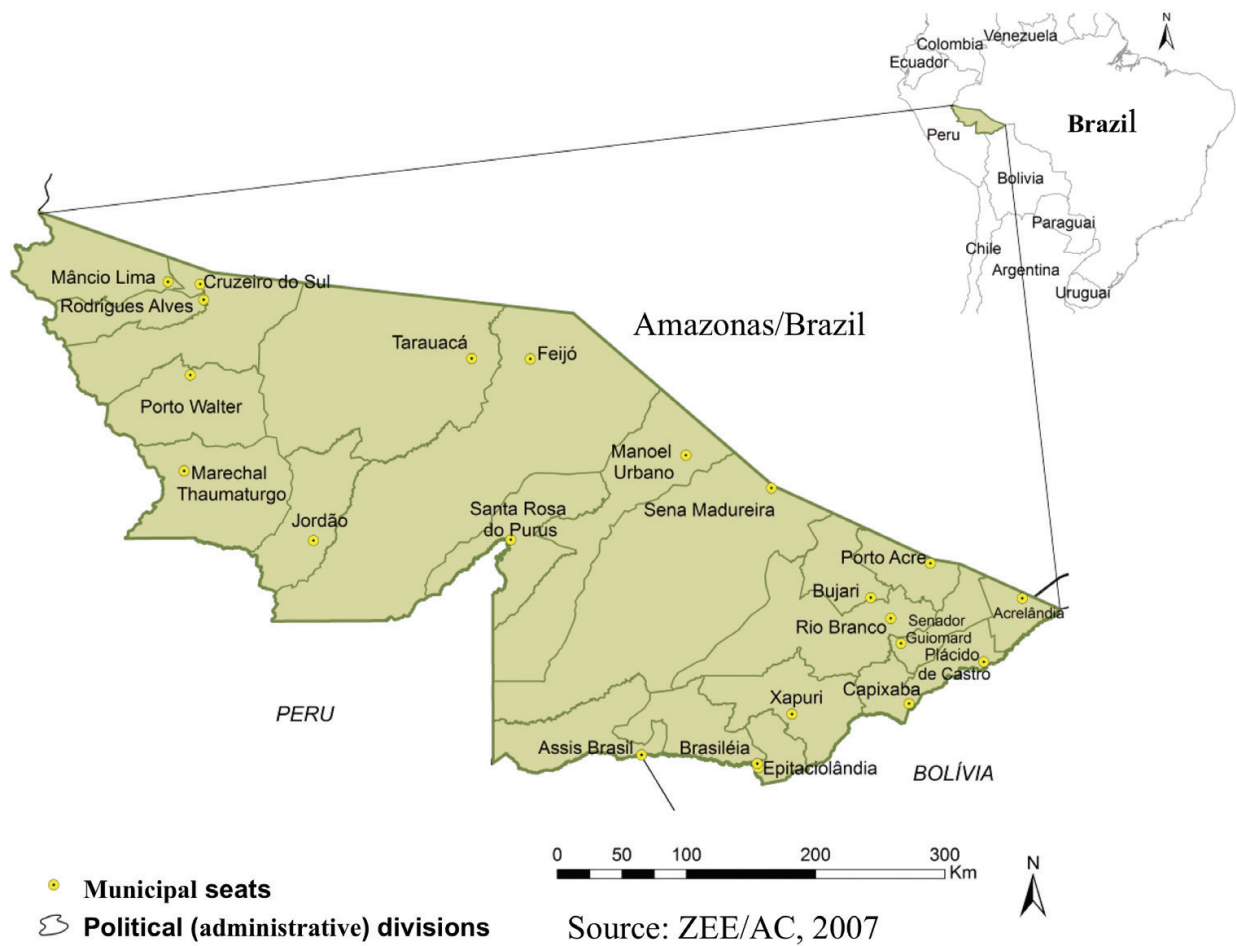 N
Venezuela
Colombia
Ecuador
Brazil
Peru
Bolivia
Paraguai
Chile
Argentina
Uruguai
Mâncio Lima
Cruzeiro do Sul
Rodrigues Alves
Amazonas/Brazil
Tarauacá
Feijó
Porto Walter
Manoel
Urbano
Marechal
Thaumaturgo
Sena Madureira
Jordão
Santa Rosa
do Purus
Porto Acre
Bujari
Acrelândia
Rio Branco
Senador
Guiomard
Plácido
de Castro
Capixaba
Xapuri
PERU
Assis Brasil
Brasiléia
Epitaciolândia
BOLÍVIA
0 50 100 200 300
Km
N
Municipal seats
Political (administrative) divisions
Source: ZEE/AC, 2007